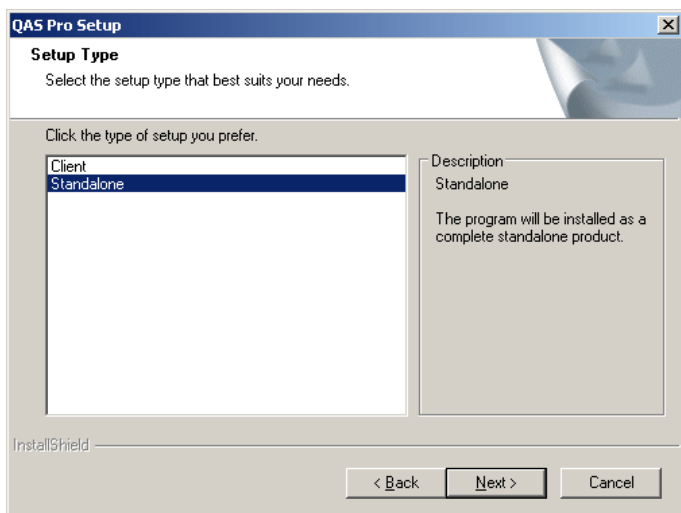 QAS Pro Setup
Setup Type
Select the setup type that best suits your needs.
Click the type of setup you prefer.
Client
Standalone
Description
Standalone
The program will be installed as a
complete standalone product.
InstallShield
< Back
Next >
Cancel